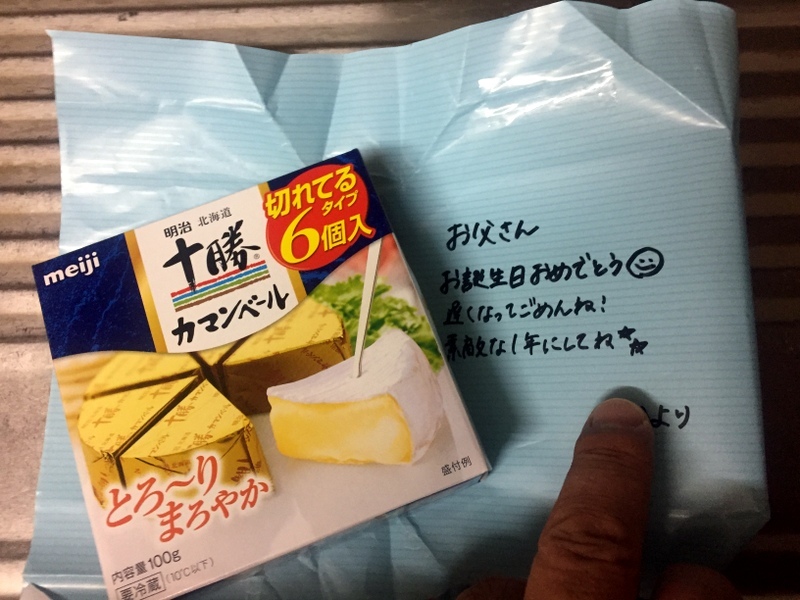 meiji
明治 北海道
十勝®
カマンベール
切れてる
タイプ
6個入
とろ〜り
まろやか
盛付例
内容量100g
要冷蔵 (10℃以下)
お父さん
お誕生日おめでとう
遅くなってごめんね!
素敵な1年にしてね
より